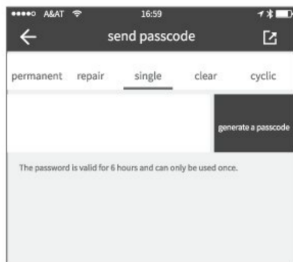 A&AT 16:59
send passcode
permanent repair single clear cyclic
generate a passcode
The password is valid for 6 hours and can only be used once.